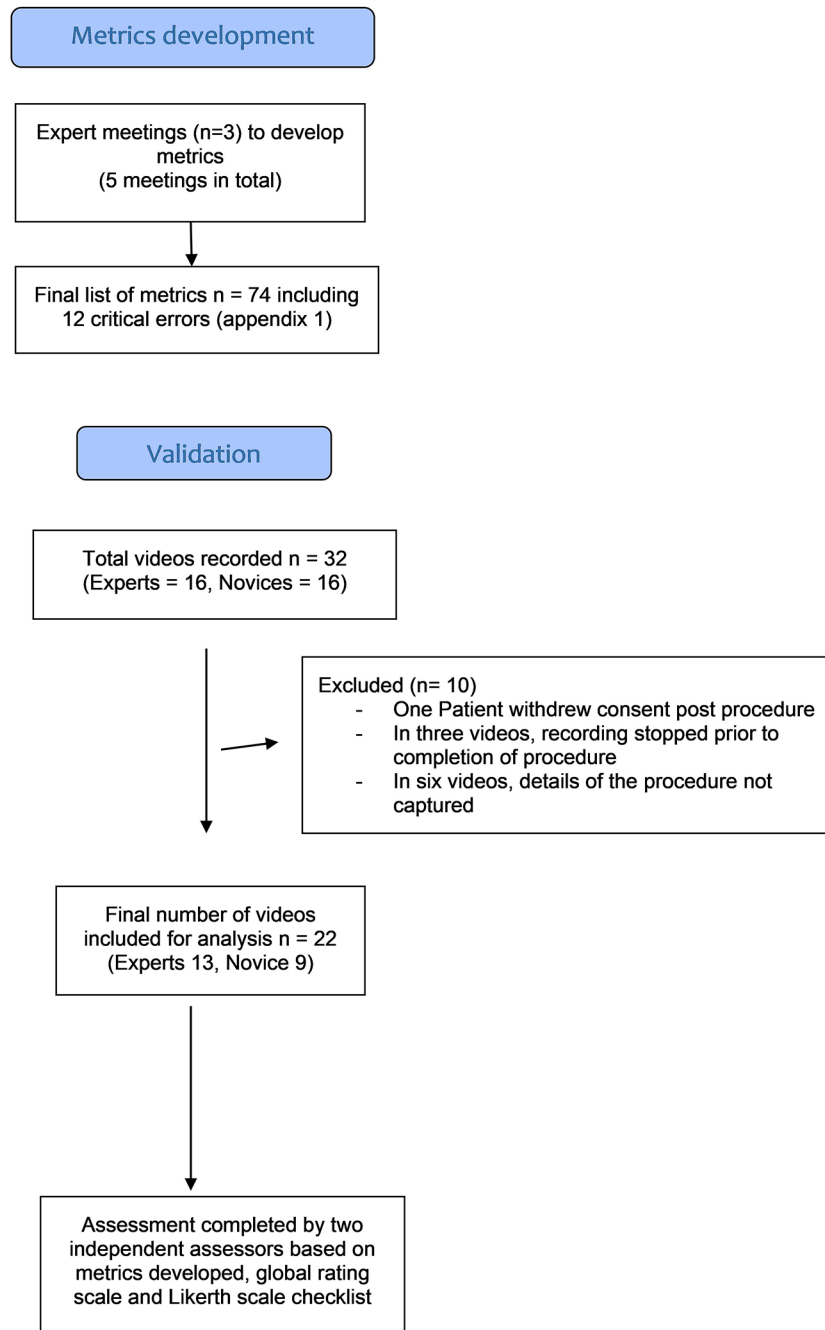 Metrics development
Expert meetings (n=3) to develop
metrics
(5 meetings in total)
Final list of metrics n = 74 including
12 critical errors (appendix 1)
Validation
Total videos recorded n = 32
(Experts = 16, Novices = 16)
Excluded (n= 10)
- One Patient withdrew consent post procedure
- In three videos, recording stopped prior to
completion of procedure
- In six videos, details of the procedure not
captured
Final number of videos
included for analysis n = 22
(Experts 13, Novice 9)
Assessment completed by two
independent assessors based on
metrics developed, global rating
scale and Likerth scale checklist